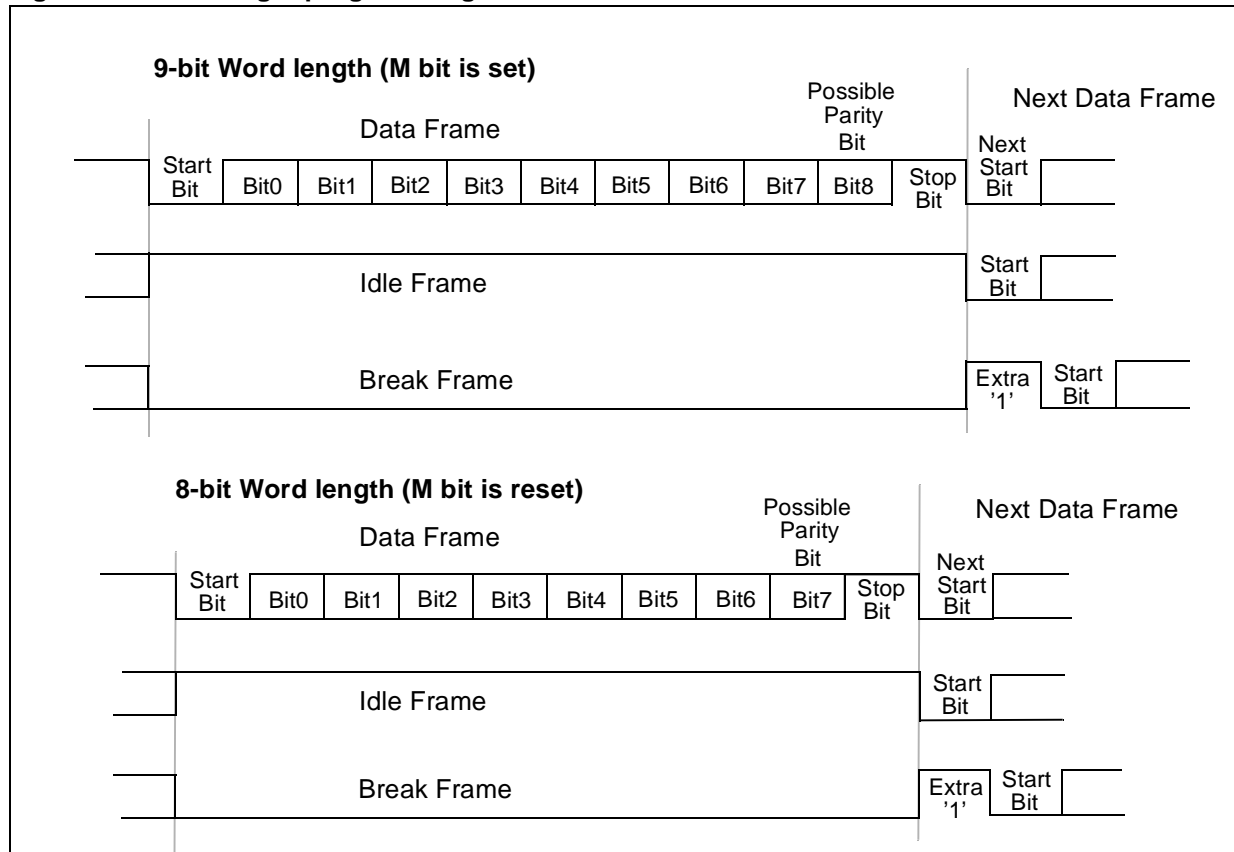 9-bit Word length (M bit is set)
Possible
Parity
Bit
Next Data Frame
Data Frame
Next
Start
Bit
Start
Bit
Bit0
Bit1
Bit2
Bit3
Bit4
Bit5
Bit6
Bit7
Bit8
Stop
Bit
Idle Frame
Start
Bit
Break Frame
Extra
'1'
Start
Bit
8-bit Word length (M bit is reset)
Possible
Parity
Bit
Next Data Frame
Data Frame
Next
Start
Bit
Start
Bit
Bit0
Bit1
Bit2
Bit3
Bit4
Bit5
Bit6
Bit7
Stop
Bit
Idle Frame
Start
Bit
Break Frame
Extra
'1'
Start
Bit